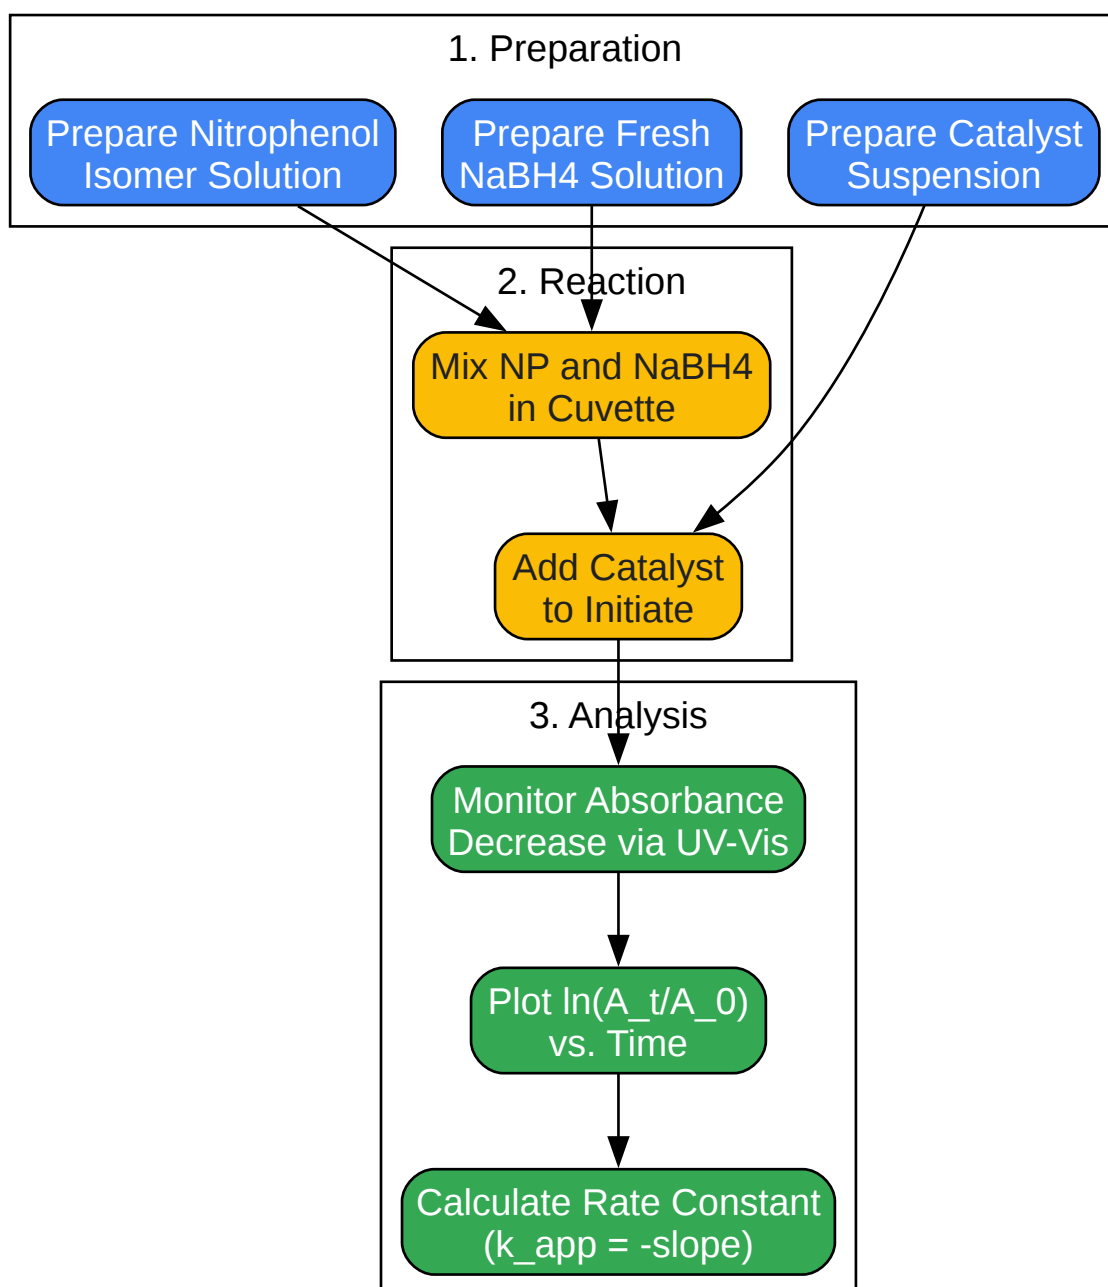 1. Preparation
Prepare Nitrophenol
Isomer Solution
Prepare Fresh
NaBH4 Solution
Prepare Catalyst
Suspension
2. Reaction
Mix NP and NaBH4
in Cuvette
Add Catalyst
to Initiate
3. Analysis
Monitor Absorbance
Decrease via UV-Vis
Plot ln(A_t/A_0)
vs. Time
Calculate Rate Constant
(k_app = -slope)